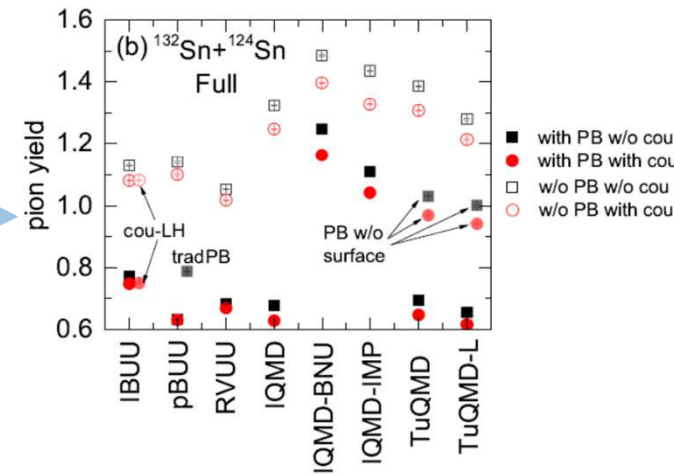 1.6
(b) ¹³²Sn+¹²⁴Sn
Full
1.4
1.2
1.0
0.8
0.6
pion yield
cou-LH
tradPB
PB w/o
surface
with PB w/o cou
with PB with cou
w/o PB w/o cou
w/o PB with cou
IBUU
pBUU
RVUU
IQMD
IQMD-BNU
IQMD-IMP
TuQMD
TuQMD-L